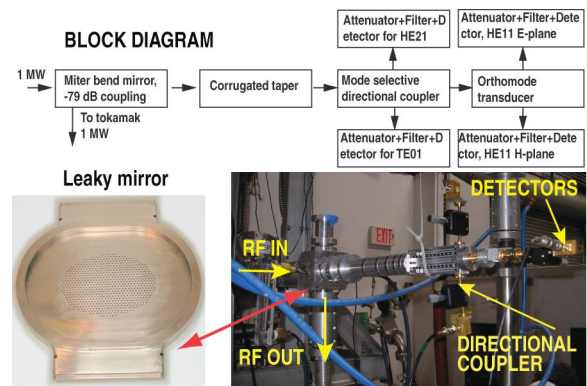 BLOCK DIAGRAM
1 MW
Miter bend mirror,
-79 dB coupling
To tokamak
1 MW
Corrugated taper
Mode selective
directional coupler
Attenuator+Filter+D
etector for HE21
Attenuator+Filter+D
etector for TE01
Orthomode
transducer
Attenuator+Filter+Dete
ctor, HE11 E-plane
Attenuator+Filter+Dete
ctor, HE11 H-plane
Leaky mirror
RF IN
RF OUT
EXIT
DETECTORS
DIRECTIONAL
COUPLER